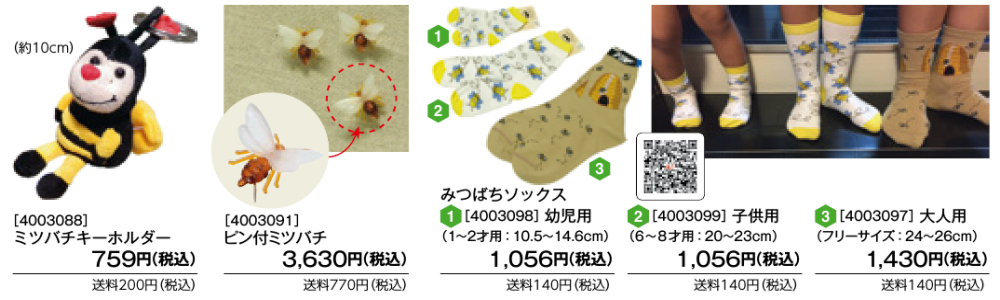 (約10cm)
[4003088]
ミツバチキーホルダー
759円(税込)
送料200円(税込)
[4003091]
ピン付ミツバチ
3,630円(税込)
送料770円(税込)
1
2
3
みつばちソックス
1 [4003098] 幼児用
(1~2才用：10.5~14.6cm)
1,056円(税込)
送料140円(税込)
2 [4003099] 子供用
(6~8才用：20~23cm)
1,056円(税込)
送料140円(税込)
3 [4003097] 大人用
(フリーサイズ：24~26cm)
1,430円(税込)
送料140円(税込)